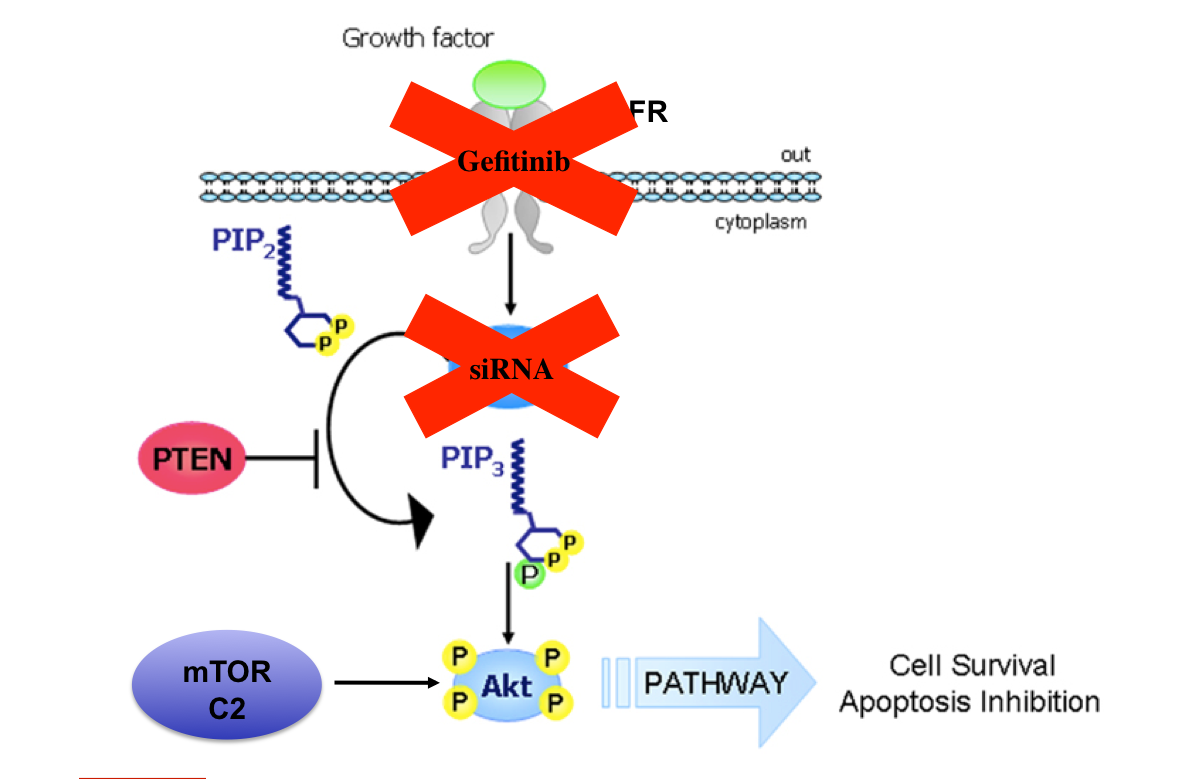 Growth factor
FR
Gefitinib
out
cytoplasm
PIP2
P
P
siRNA
PTEN
PIP3
P
P
P
mTOR
C2
P
P
Akt
P
P
PATHWAY
Cell Survival
Apoptosis Inhibition